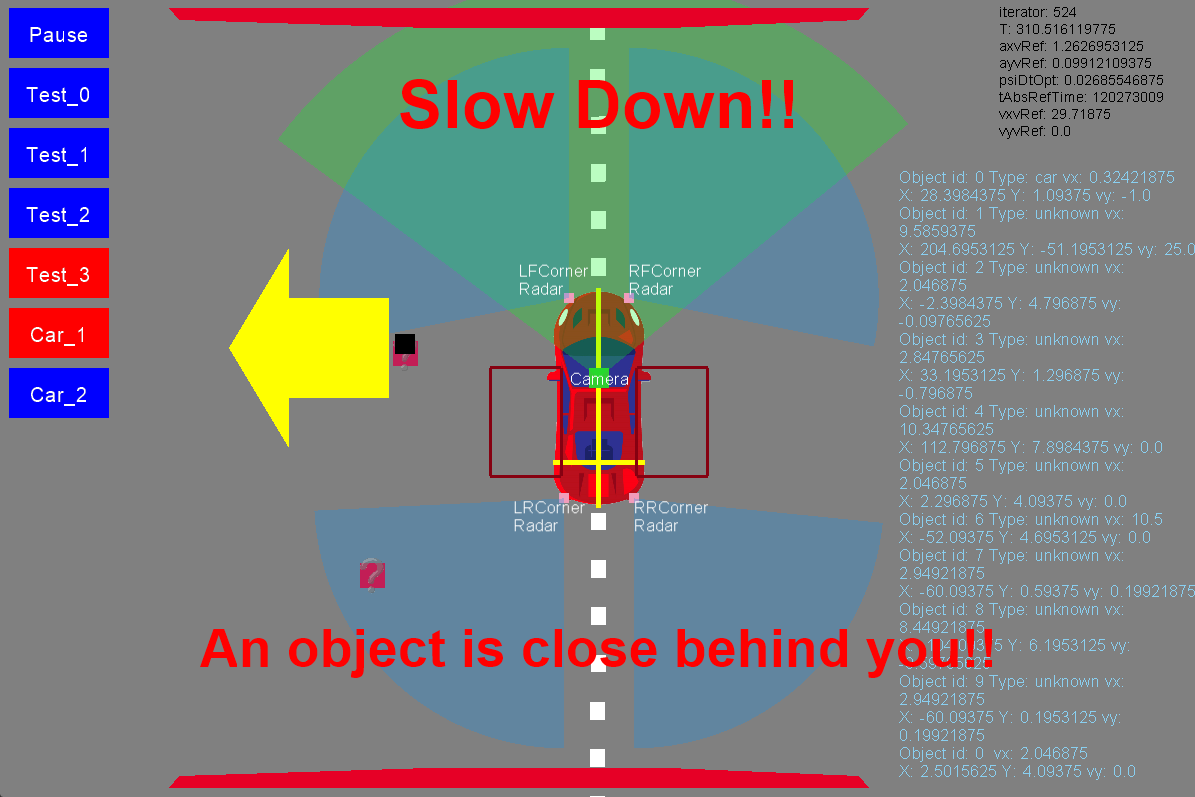 Pause
Test_0
Test_1
Test_2
Test_3
Car_1
Car_2
Slow Down!!
LFCorner
Radar
RFCorner
Radar
Camera
LRCorner
Radar
RRCorner
Radar
An object is close behind you!!
iterator: 524
T: 310.516119775
axvRef: 1.2626953125
ayvRef: 0.09912109375
psiDtOpt: 0.02685546875
tAbsRefTime: 120273009
vxvRef: 29.71875
vyvRef: 0.0
Object id: 0 Type: car vx: 0.32421875
X: 28.3984375 Y: 1.09375 vy: -1.0
Object id: 1 Type: unknown vx:
9.5859375
X: 204.6953125 Y: -51.1953125 vy: 25.0
Object id: 2 Type: unknown vx:
2.046875
X: -2.3984375 Y: 4.796875 vy:
-0.09765625
Object id: 3 Type: unknown vx:
2.84765625
X: 33.1953125 Y: 1.296875 vy:
-0.796875
Object id: 4 Type: unknown vx:
10.34765625
X: 112.796875 Y: 7.8984375 vy: 0.0
Object id: 5 Type: unknown vx:
2.046875
X: 2.296875 Y: 4.09375 vy: 0.0
Object id: 6 Type: unknown vx: 10.5
X: -52.09375 Y: 4.6953125 vy: 0.0
Object id: 7 Type: unknown vx:
2.94921875
X: -60.09375 Y: 0.59375 vy: 0.19921875
Object id: 8 Type: unknown vx:
8.44921875
Y: 6.1953125 vy:
Object id: 9 Type: unknown vx:
2.94921875
X: -60.09375 Y: 0.1953125 vy:
0.19921875
Object id: 0 vx: 2.046875
X: 2.5015625 Y: 4.09375 vy: 0.0